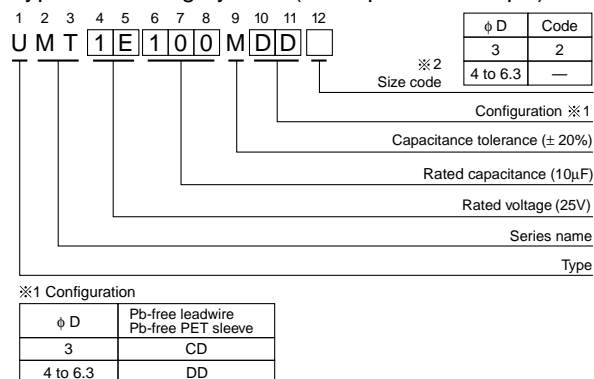 1 2 3 4 5 6 7 8 9 10 11 12
U M T 1 E 1 0 0 M D D
φ D Code
3 2
4 to 6.3 —
※2
Size code
Configuration ※1
Capacitance tolerance (± 20%)
Rated capacitance (10μF)
Rated voltage (25V)
Series name
Type
※1 Configuration
φ D Pb-free leadwire
Pb-free PET sleeve
3 CD
4 to 6.3 DD